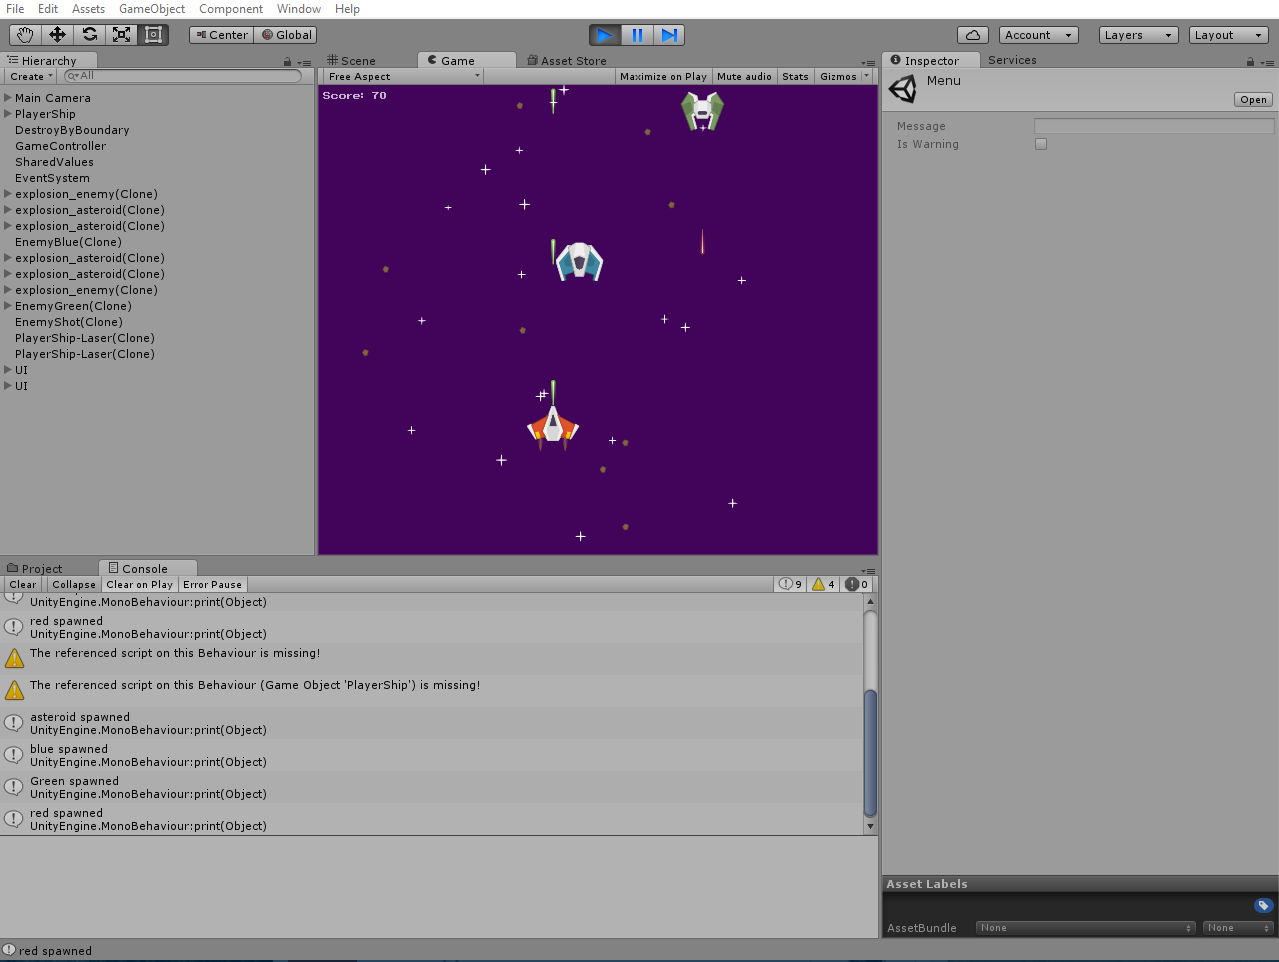 File Edit Assets GameObject Component Window Help
Center Global Account Layers Layout
Hierarchy
Create All
Main Camera
PlayerShip
DestroyByBoundary
GameController
SharedValues
EventSystem
explosion_enemy(Clone)
explosion_asteroid(Clone)
explosion_asteroid(Clone)
EnemyBlue(Clone)
explosion_asteroid(Clone)
explosion_asteroid(Clone)
explosion_enemy(Clone)
EnemyGreen(Clone)
EnemyShot(Clone)
PlayerShip-Laser(Clone)
PlayerShip-Laser(Clone)
UI
UI
Scene Game Asset Store
Free Aspect Maximize on Play Mute audio Stats Gizmos
Score: 70
Inspector Services
Menu
Open
Message
Is Warning
Project Console
Clear Collapse Clear on Play Error Pause 9 4 0
UnityEngine.MonoBehaviour:print(Object)
red spawned
UnityEngine.MonoBehaviour:print(Object)
The referenced script on this Behaviour is missing!
The referenced script on this Behaviour (Game Object 'PlayerShip') is missing!
asteroid spawned
UnityEngine.MonoBehaviour:print(Object)
blue spawned
UnityEngine.MonoBehaviour:print(Object)
Green spawned
UnityEngine.MonoBehaviour:print(Object)
red spawned
UnityEngine.MonoBehaviour:print(Object)
Asset Labels
AssetBundle None None
red spawned